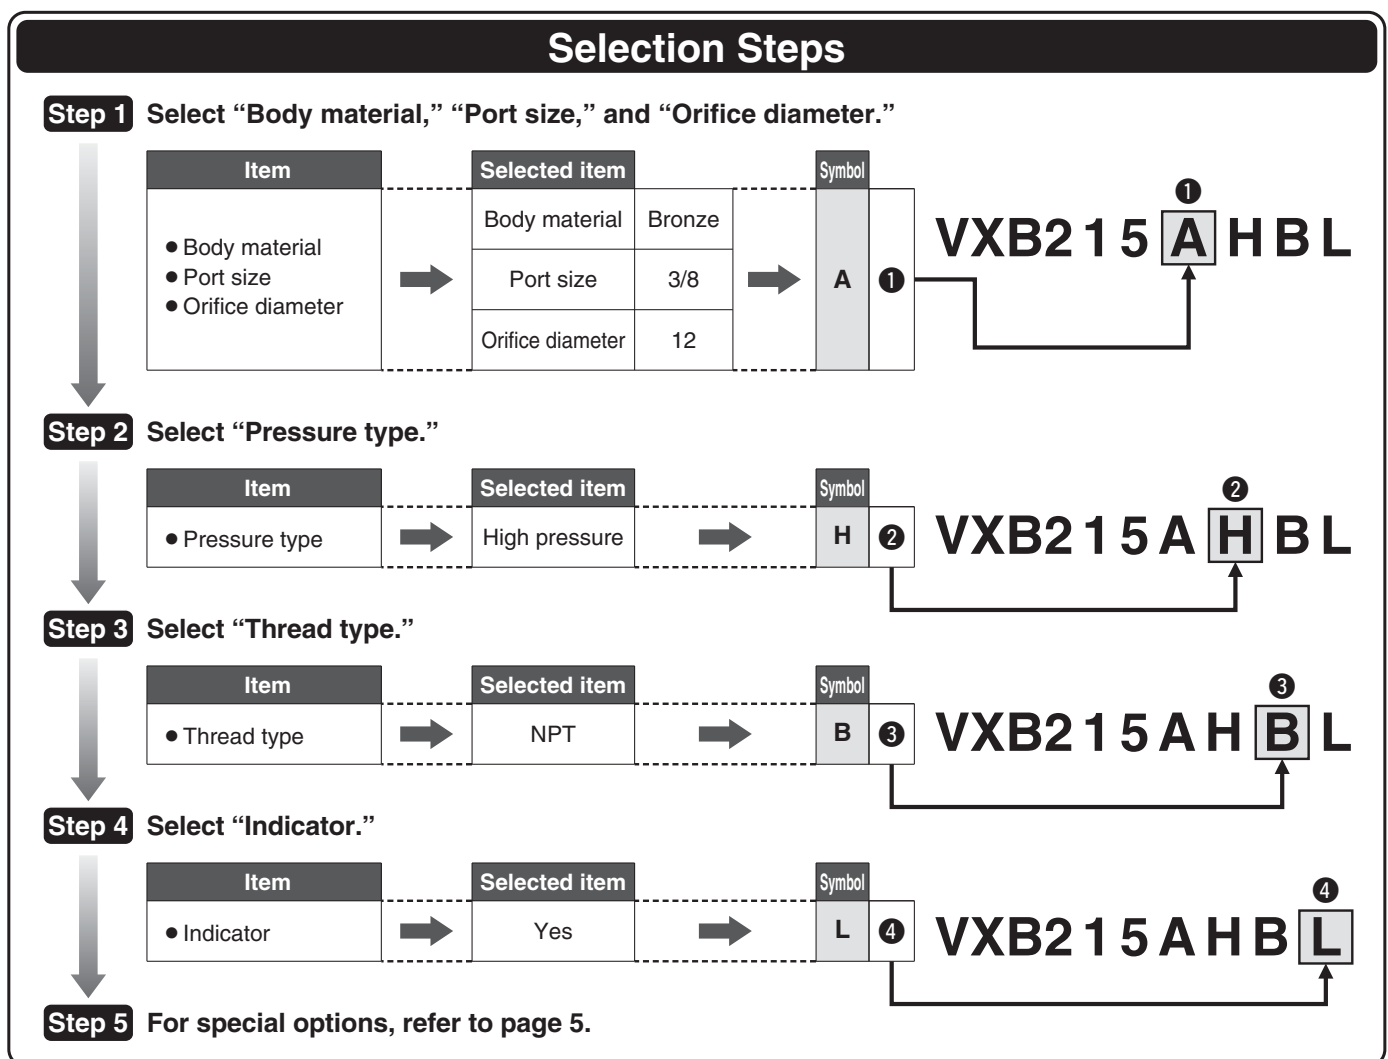 Selection Steps
Step 1 Select “Body material,” “Port size,” and “Orifice diameter.”
Item Selected item Symbol
● Body material
● Port size
● Orifice diameter
Body material Bronze
Port size 3/8
Orifice diameter 12
A ❶
❶
VXB215AHBL
Step 2 Select “Pressure type.”
Item Selected item Symbol
● Pressure type High pressure H ❷
❷
VXB215AHBL
Step 3 Select “Thread type.”
Item Selected item Symbol
● Thread type NPT B ❸
❸
VXB215AHBL
Step 4 Select “Indicator.”
Item Selected item Symbol
● Indicator Yes L ❹
❹
VXB215AHBL
Step 5 For special options, refer to page 5.